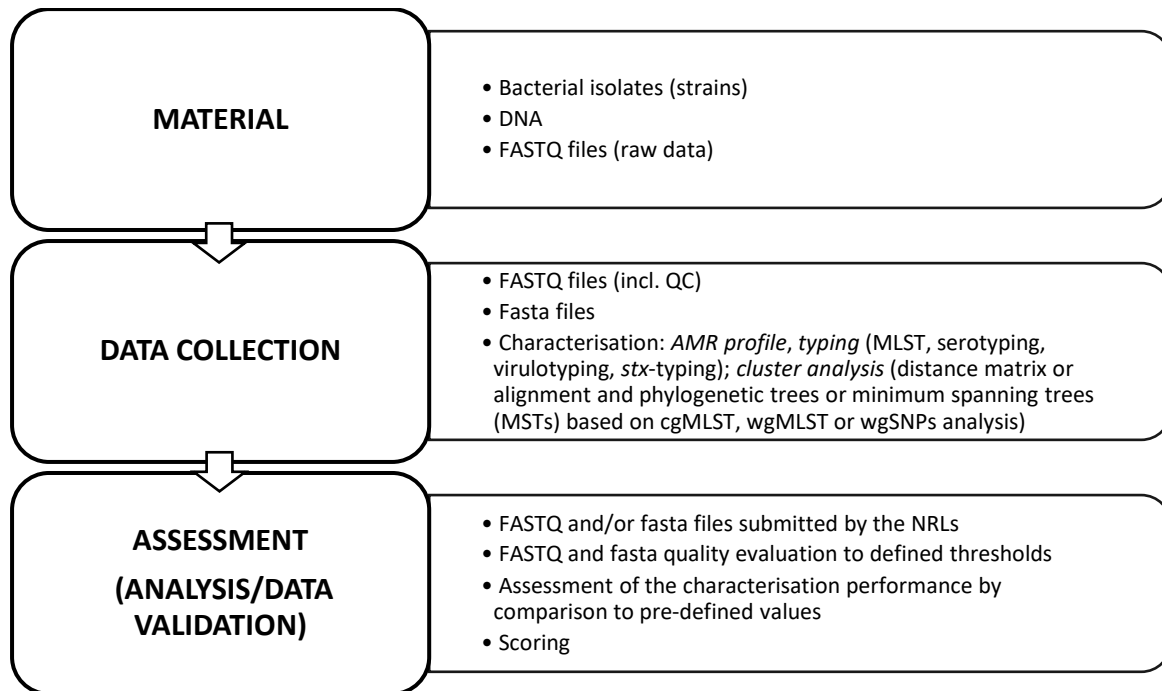 MATERIAL
• Bacterial isolates (strains)
• DNA
• FASTQ files (raw data)
DATA COLLECTION
• FASTQ files (incl. QC)
• Fasta files
• Characterisation: AMR profile, typing (MLST, serotyping,
virulotyping, stx-typing); cluster analysis (distance matrix or
alignment and phylogenetic trees or minimum spanning trees
(MSTs) based on cgMLST, wgMLST or wgSNPs analysis)
ASSESSMENT
(ANALYSIS/DATA
VALIDATION)
• FASTQ and/or fasta files submitted by the NRLs
• FASTQ and fasta quality evaluation to defined thresholds
• Assessment of the characterisation performance by
comparison to pre-defined values
• Scoring